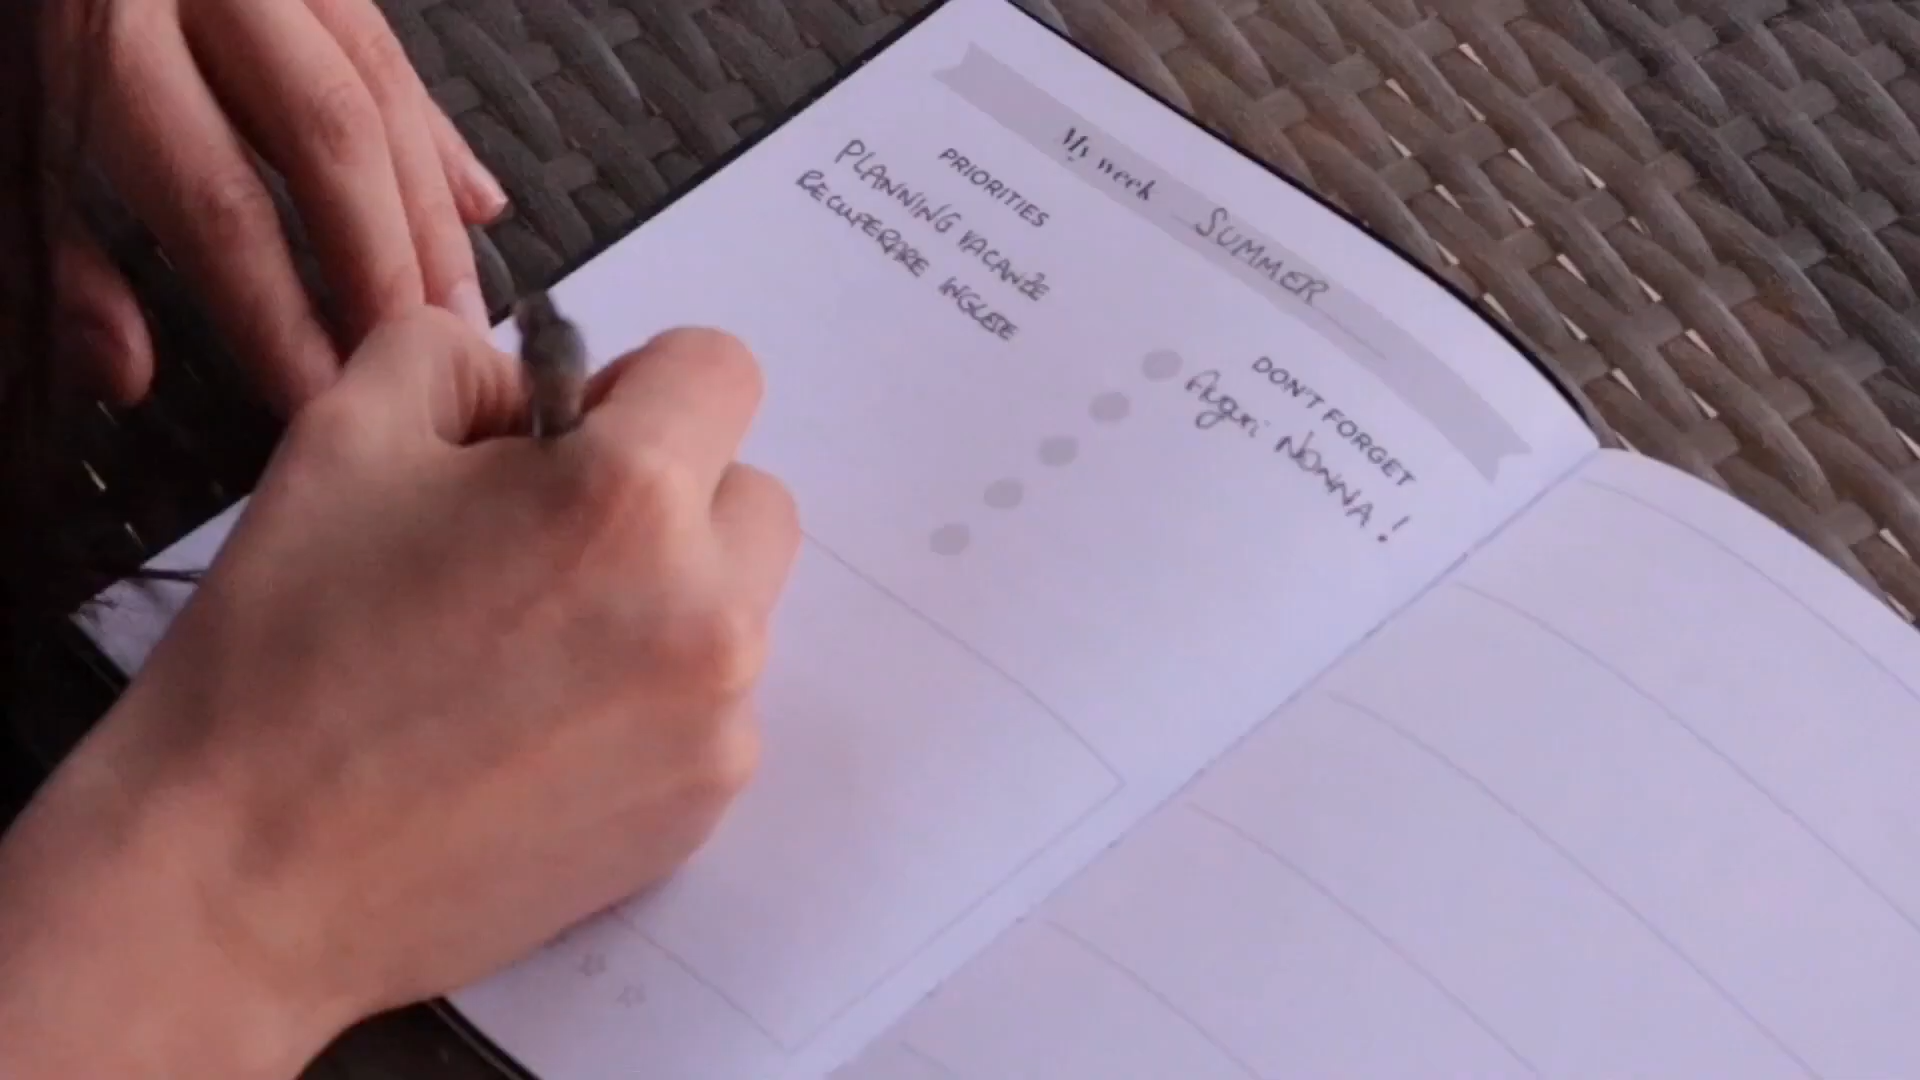 My week SUMMER
PRIORITIES
PLANNING VACANZE
RECUPERARE INGLESE
DON'T FORGET
Auguri NONNA!